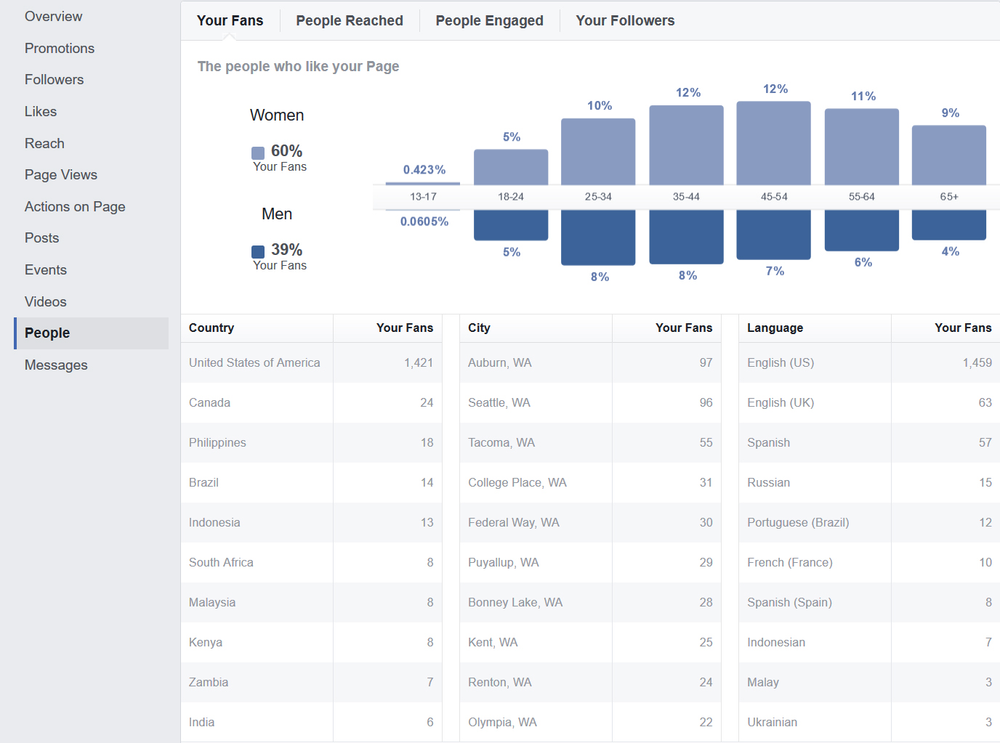 Overview
Promotions
Followers
Likes
Reach
Page Views
Actions on Page
Posts
Events
Videos
People
Messages
Your Fans People Reached People Engaged Your Followers
The people who like your Page
Women
60%
Your Fans
Men
39%
Your Fans
0.423% 5% 10% 12% 12% 11% 9%
13-17 18-24 25-34 35-44 45-54 55-64 65+
0.0605% 5% 8% 8% 7% 6% 4%
Country Your Fans City Your Fans Language Your Fans
United States of America 1,421 Auburn, WA 97 English (US) 1,459
Canada 24 Seattle, WA 96 English (UK) 63
Philippines 18 Tacoma, WA 55 Spanish 57
Brazil 14 College Place, WA 31 Russian 15
Indonesia 13 Federal Way, WA 30 Portuguese (Brazil) 12
South Africa 8 Puyallup, WA 29 French (France) 10
Malaysia 8 Bonney Lake, WA 28 Spanish (Spain) 8
Kenya 8 Kent, WA 25 Indonesian 7
Zambia 7 Renton, WA 24 Malay 3
India 6 Olympia, WA 22 Ukrainian 3